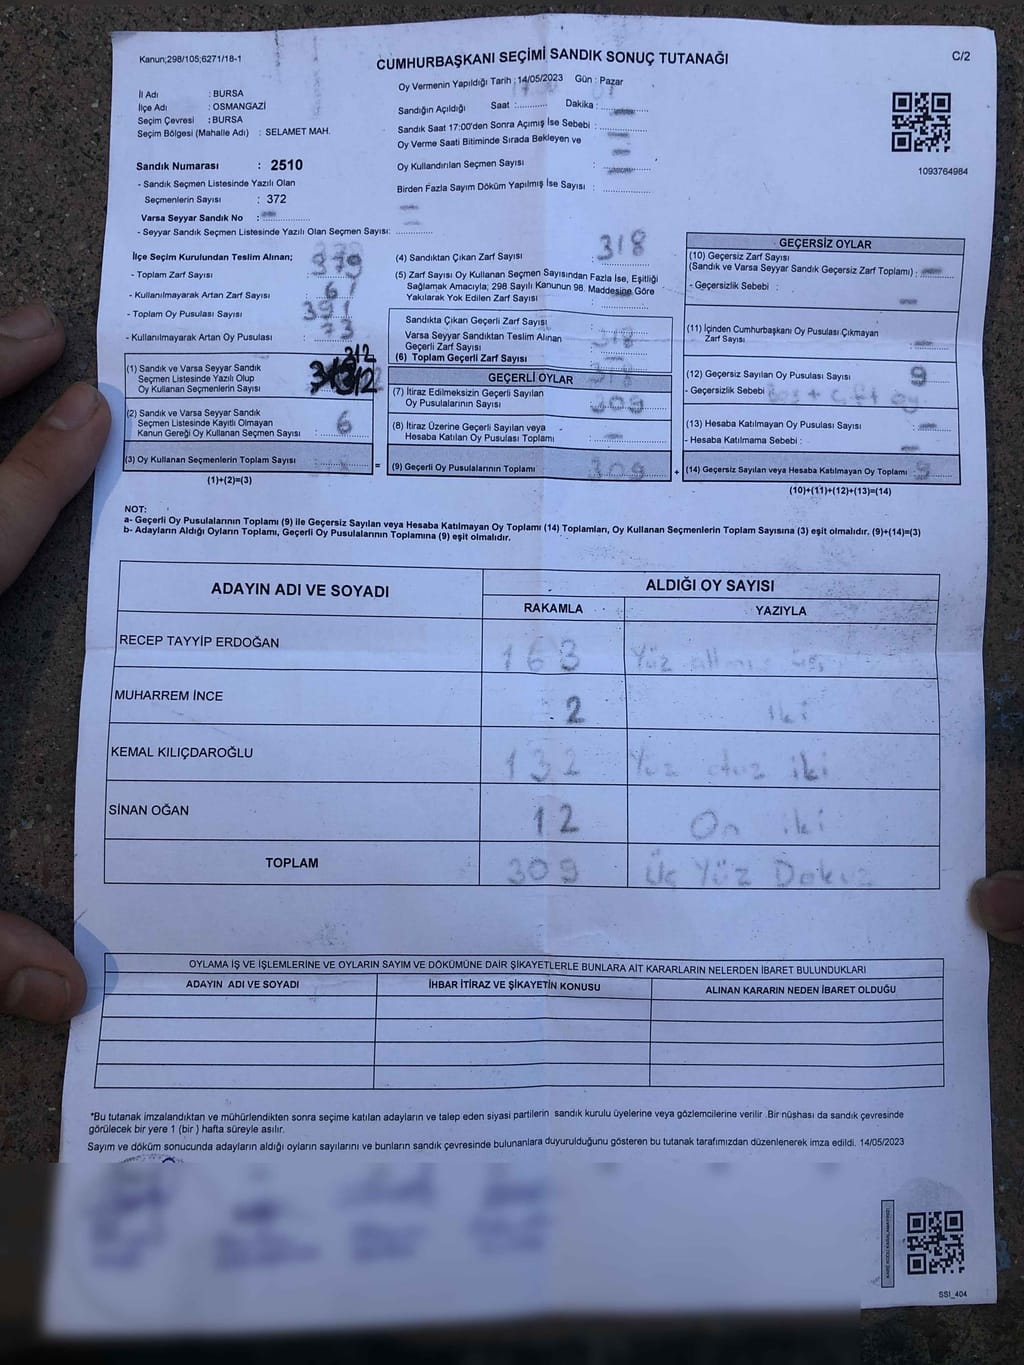 Kanun;298/105;6271/18-1
CUMHURBAŞKANI SEÇİMİ SANDIK SONUÇ TUTANAĞI
C/2
Oy Vermenin Yapıldığı Tarih : 14/05/2023 Gün : Pazar
İl Adı : BURSA
İlçe Adı : OSMANGAZİ
Seçim Çevresi : BURSA
Seçim Bölgesi (Mahalle Adı) : SELAMET MAH.
Sandık Numarası : 2510
- Sandık Seçmen Listesinde Yazılı Olan
Seçmenlerin Sayısı : 372
Varsa Seyyar Sandık No :
- Seyyar Sandık Seçmen Listesinde Yazılı Olan Seçmen Sayısı:
Sandığın Açıldığı Saat : Dakika :
Sandık Saat 17:00'den Sonra Açımış İse Sebebi :
Oy Verme Saati Bitiminde Sırada Bekleyen ve
Oy Kullandırılan Seçmen Sayısı :
Birden Fazla Sayım Döküm Yapılmış İse Sayısı :
1093764984
İlçe Seçim Kurulundan Teslim Alınan;
- Toplam Zarf Sayısı : 379
- Kullanılmayarak Artan Zarf Sayısı : 61
- Toplam Oy Pusulası Sayısı : 391
- Kullanılmayarak Artan Oy Pusulası : 73
(1) Sandık ve Varsa Seyyar Sandık
Seçmen Listesinde Yazılı Olup
Oy Kullanan Seçmenlerin Sayısı : 312
(2) Sandık ve Varsa Seyyar Sandık
Seçmen Listesinde Kayıtlı Olmayan
Kanun Gereği Oy Kullanan Seçmen Sayısı : 6
(3) Oy Kullanan Seçmenlerin Toplam Sayısı :
(1)+(2)=(3)
(4) Sandıktan Çıkan Zarf Sayısı : 318
(5) Zarf Sayısı Oy Kullanan Seçmen Sayısından Fazla İse, Eşitliği
Sağlamak Amacıyla; 298 Sayılı Kanunun 98. Maddesine Göre
Yakılarak Yok Edilen Zarf Sayısı :
Sandıkta Çıkan Geçerli Zarf Sayısı :
Varsa Seyyar Sandıktan Teslim Alınan
Geçerli Zarf Sayısı : 318
(6) Toplam Geçerli Zarf Sayısı : 318
GEÇERLİ OYLAR
(7) İtiraz Edilmeksizin Geçerli Sayılan
Oy Pusulalarının Sayısı : 309
(8) İtiraz Üzerine Geçerli Sayılan veya
Hesaba Katılan Oy Pusulası Toplamı :
= (9) Geçerli Oy Pusulalarının Toplamı : 309
GEÇERSİZ OYLAR
(10) Geçersiz Zarf Sayısı
(Sandık ve Varsa Seyyar Sandık Geçersiz Zarf Toplamı) :
- Geçersizlik Sebebi :
(11) İçinden Cumhurbaşkanı Oy Pusulası Çıkmayan
Zarf Sayısı :
(12) Geçersiz Sayılan Oy Pusulası Sayısı : 9
- Geçersizlik Sebebi : Boş + çift oy
(13) Hesaba Katılmayan Oy Pusulası Sayısı :
- Hesaba Katılmama Sebebi :
+ (14) Geçersiz Sayılan veya Hesaba Katılmayan Oy Toplamı : 9
(10)+(11)+(12)+(13)=(14)
NOT:
a- Geçerli Oy Pusulalarının Toplamı (9) ile Geçersiz Sayılan veya Hesaba Katılmayan Oy Toplamı (14) Toplamları, Oy Kullanan Seçmenlerin Toplam Sayısına (3) eşit olmalıdır. (9)+(14)=(3)
b- Adayların Aldığı Oyların Toplamı, Geçerli Oy Pusulalarının Toplamına (9) eşit olmalıdır.
ADAYIN ADI VE SOYADI ALDIĞI OY SAYISI
RAKAMLA YAZIYLA
RECEP TAYYİP ERDOĞAN 163 Yüz altmış üç
MUHARREM İNCE 2 iki
KEMAL KILIÇDAROĞLU 132 Yüz otuz iki
SİNAN OĞAN 12 On iki
TOPLAM 309 Üç Yüz Dokuz
OYLAMA İŞ VE İŞLEMLERİNE VE OYLARIN SAYIM VE DÖKÜMÜNE DAİR ŞİKAYETLERLE BUNLARA AİT KARARLARIN NELERDEN İBARET BULUNDUKLARI
ADAYIN ADI VE SOYADI İHBAR İTİRAZ VE ŞİKAYETİN KONUSU ALINAN KARARIN NEDEN İBARET OLDUĞU
*Bu tutanak imzalandıktan ve mühürlendikten sonra seçime katılan adayların ve talep eden siyasi partilerin sandık kurulu üyelerine veya gözlemcilerine verilir .Bir nüshası da sandık çevresinde
görülecek bir yere 1 (bir ) hafta süreyle asılır.
Sayım ve döküm sonucunda adayların aldığı oyların sayılarını ve bunların sandık çevresinde bulunanlara duyurulduğunu gösteren bu tutanak tarafımızdan düzenlenerek imza edildi. 14/05/2023
KARE KODU KARALAMAYINIZ!
SSI_404